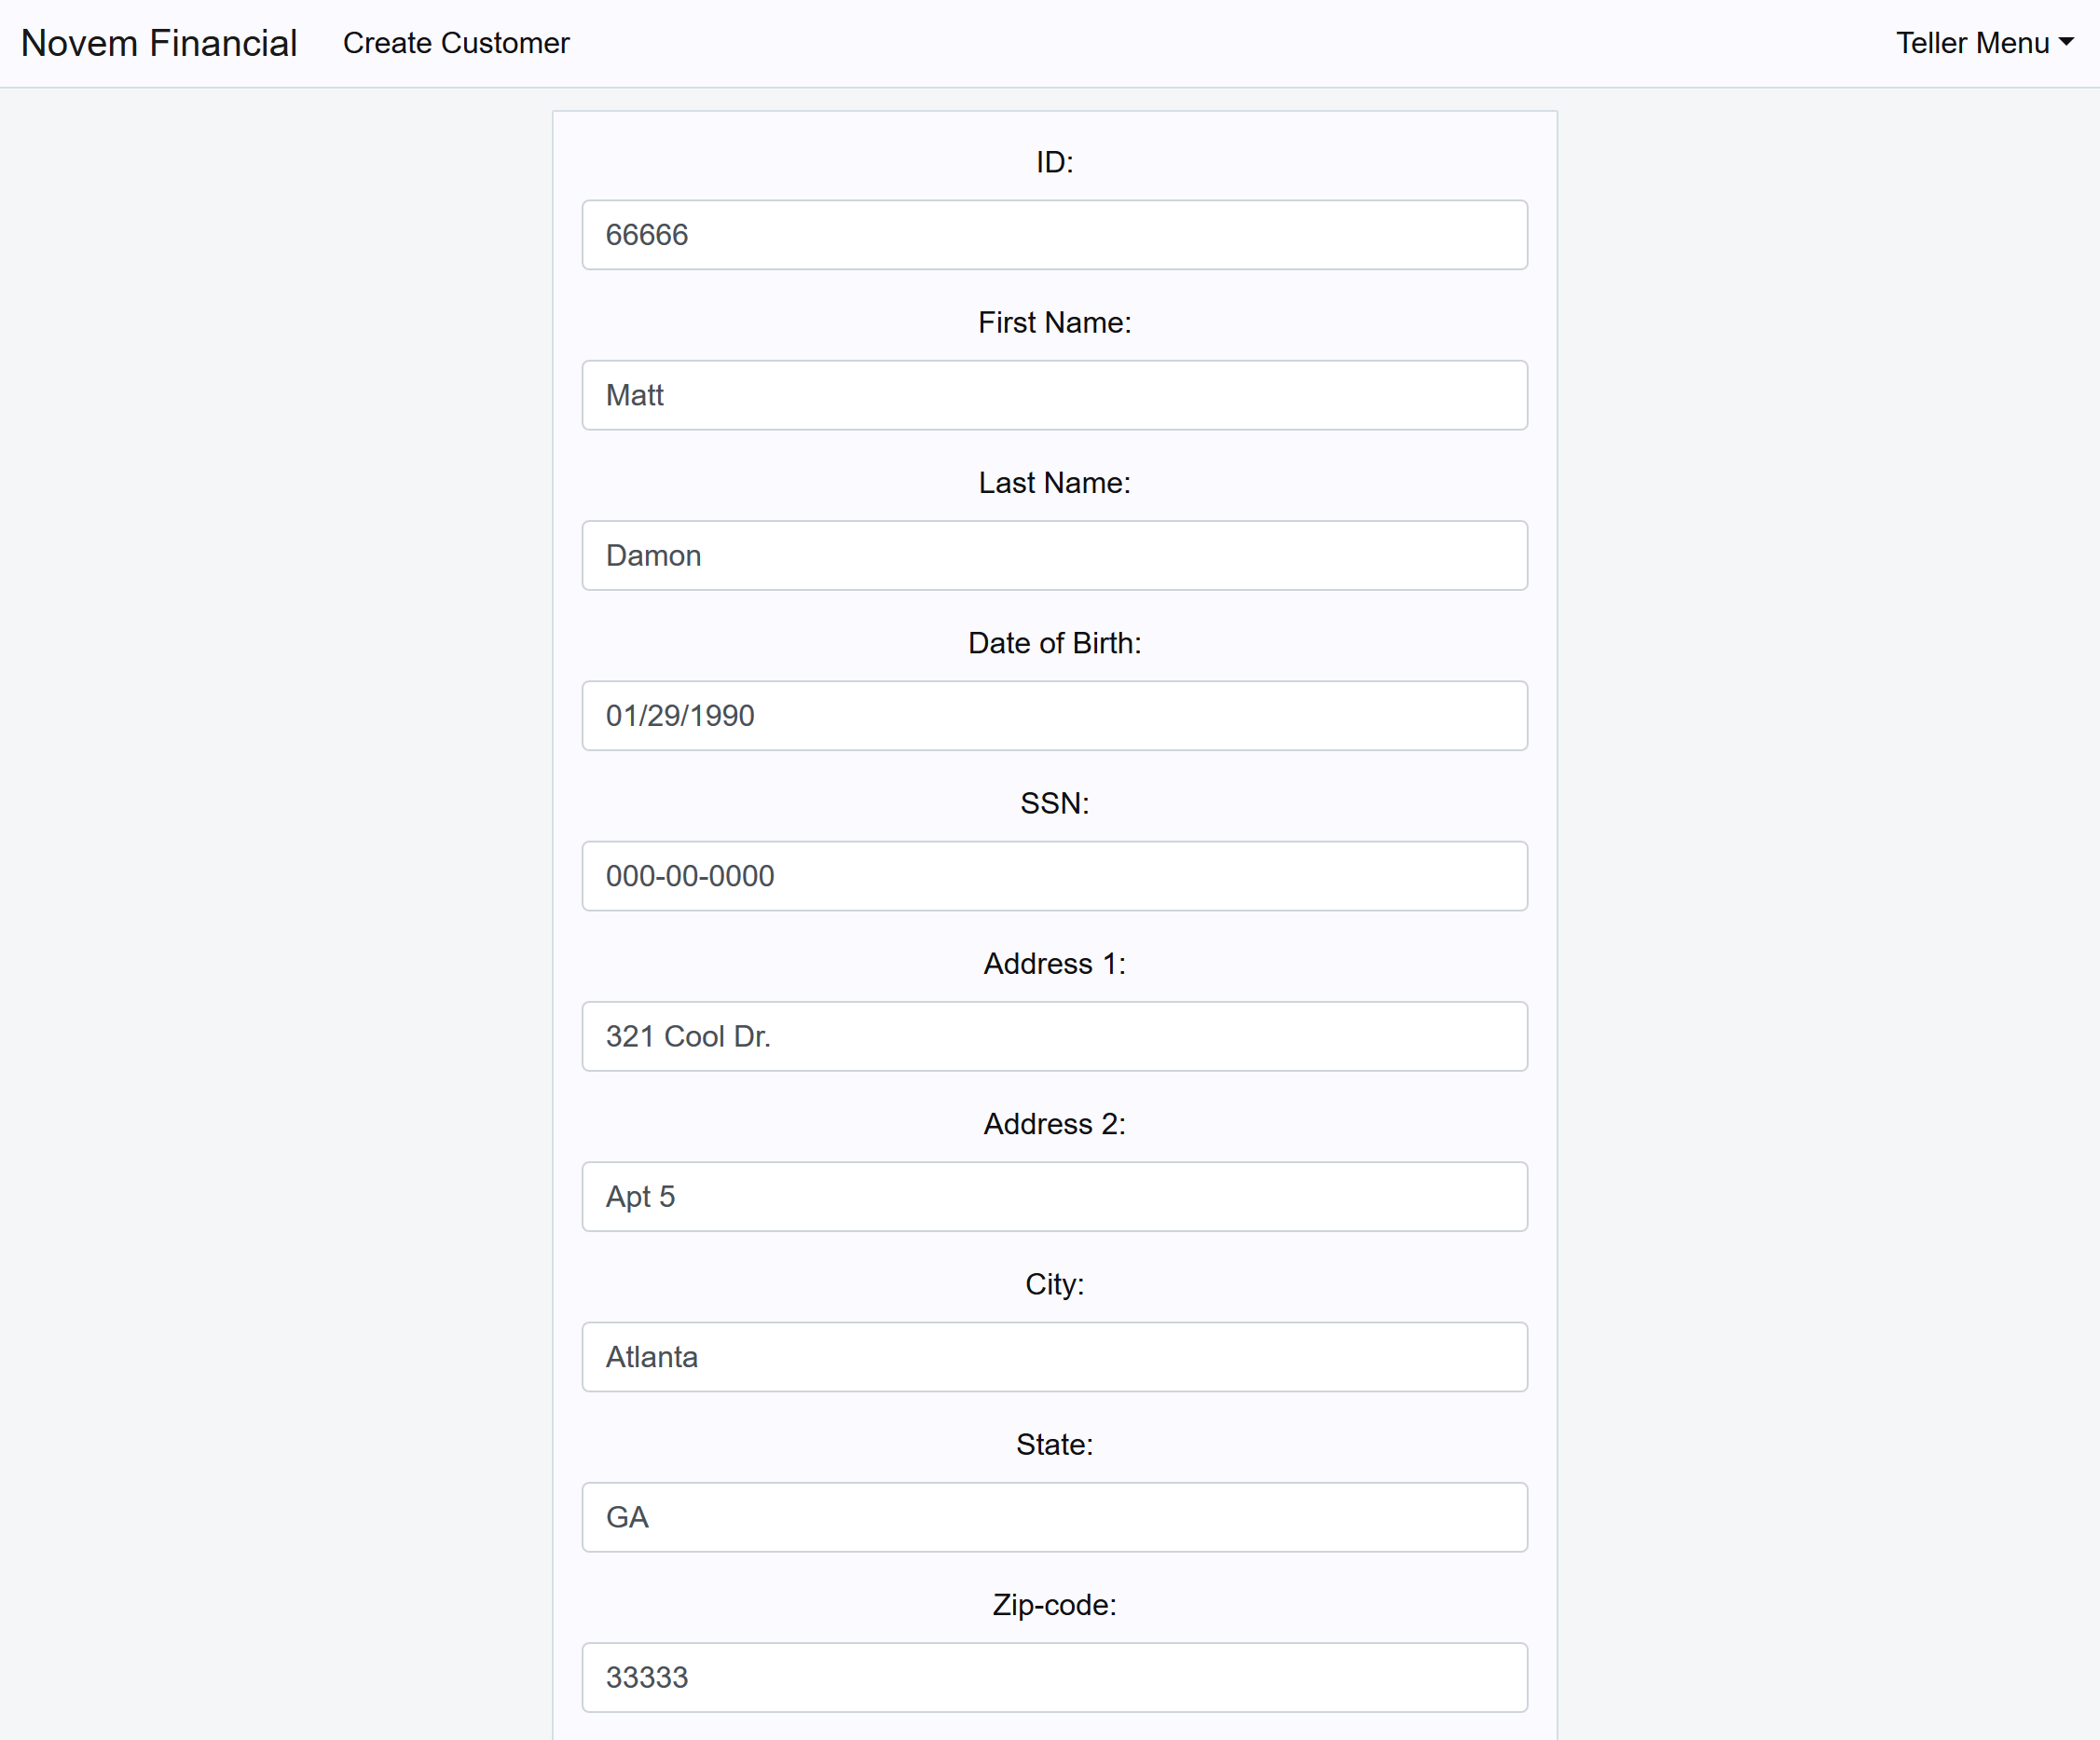 Novem Financial Create Customer Teller Menu
ID:
66666
First Name:
Matt
Last Name:
Damon
Date of Birth:
01/29/1990
SSN:
000-00-0000
Address 1:
321 Cool Dr.
Address 2:
Apt 5
City:
Atlanta
State:
GA
Zip-code:
33333